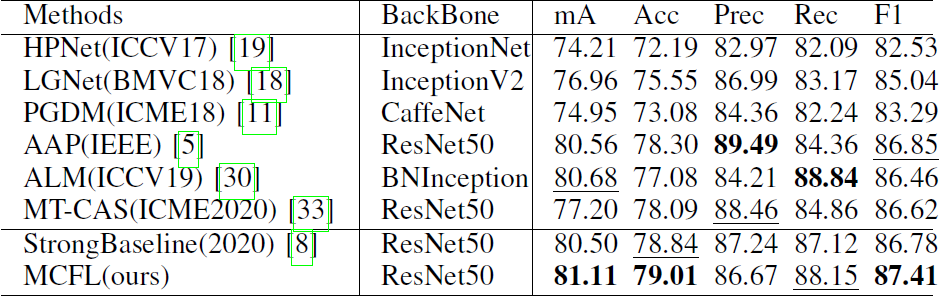 Methods BackBone mA Acc Prec Rec F1
HPNet(ICCV17) [19] InceptionNet 74.21 72.19 82.97 82.09 82.53
LGNet(BMVC18) [18] InceptionV2 76.96 75.55 86.99 83.17 85.04
PGDM(ICME18) [11] CaffeNet 74.95 73.08 84.36 82.24 83.29
AAP(IEEE) [5] ResNet50 80.56 78.30 89.49 84.36 86.85
ALM(ICCV19) [30] BNInception 80.68 77.08 84.21 88.84 86.46
MT-CAS(ICME2020) [33] ResNet50 77.20 78.09 88.46 84.86 86.62
StrongBaseline(2020) [8] ResNet50 80.50 78.84 87.24 87.12 86.78
MCFL(ours) ResNet50 81.11 79.01 86.67 88.15 87.41